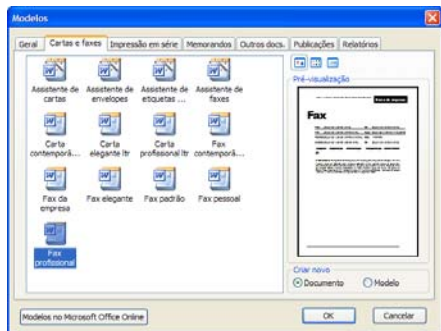 Modelos
Geral Cartas e faxes Impressão em série Memorandos Outros docs. Publicações Relatórios
Assistente de cartas
Assistente de envelopes
Assistente de etiquetas ...
Assistente de faxes
Carta contemporâ...
Carta elegante ltr
Carta profissional ltr
Fax contemporâ...
Fax da empresa
Fax elegante
Fax padrão
Fax pessoal
Fax profissional
Pré-visualização
Fax
Criar novo
Documento Modelo
Modelos no Microsoft Office Online
OK Cancelar